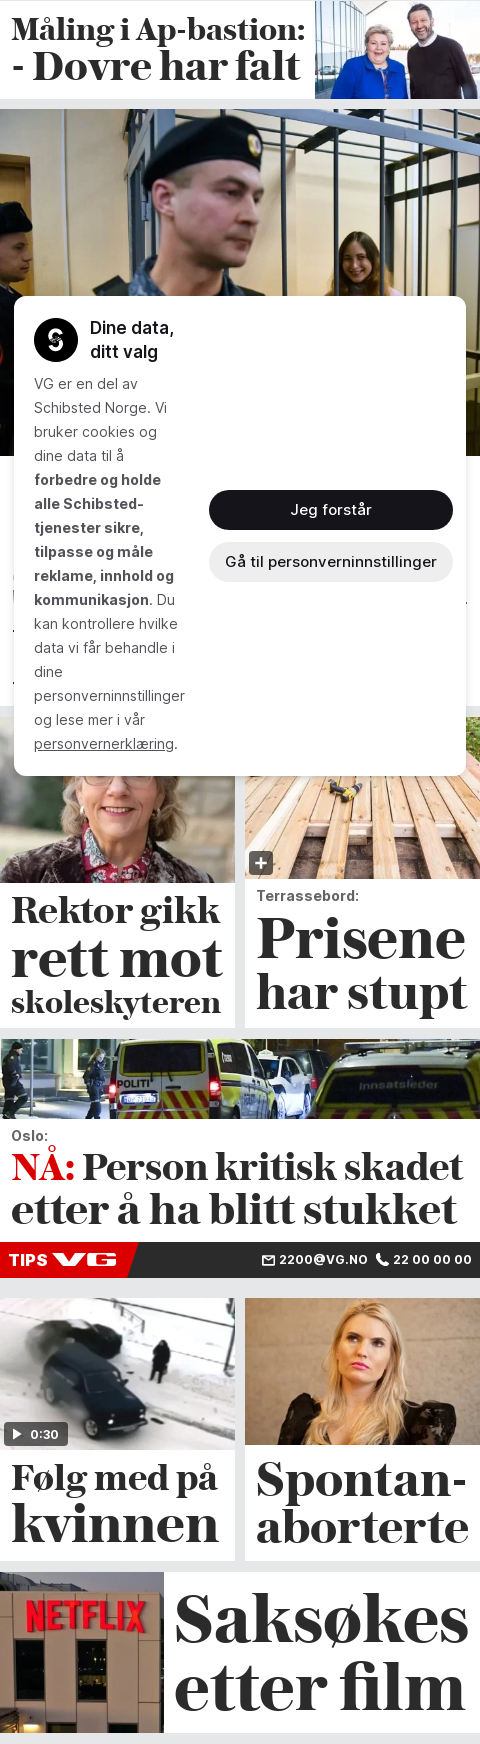 Måling i Ap-bastion:
- Dovre har falt
Dine data,
ditt valg
VG er en del av
Schibsted Norge. Vi
bruker cookies og
dine data til å
forbedre og holde
alle Schibsted-
tjenester sikre,
tilpasse og måle
reklame, innhold og
kommunikasjon. Du
kan kontrollere hvilke
data vi får behandle i
dine
personverninnstillinger
og lese mer i vår
personvernerklæring.
Jeg forstår
Gå til personverninnstillinger
Rektor gikk
rett mot
skoleskyteren
Terrassebord:
Prisene
har stupt
POLITI
Innsatsleder
Oslo:
NÅ: Person kritisk skadet
etter å ha blitt stukket
TIPS VG
2200@VG.NO 22 00 00 00
0:30
Følg med på
kvinnen
Spontan-
aborterte
NETFLIX
Saksøkes
etter film